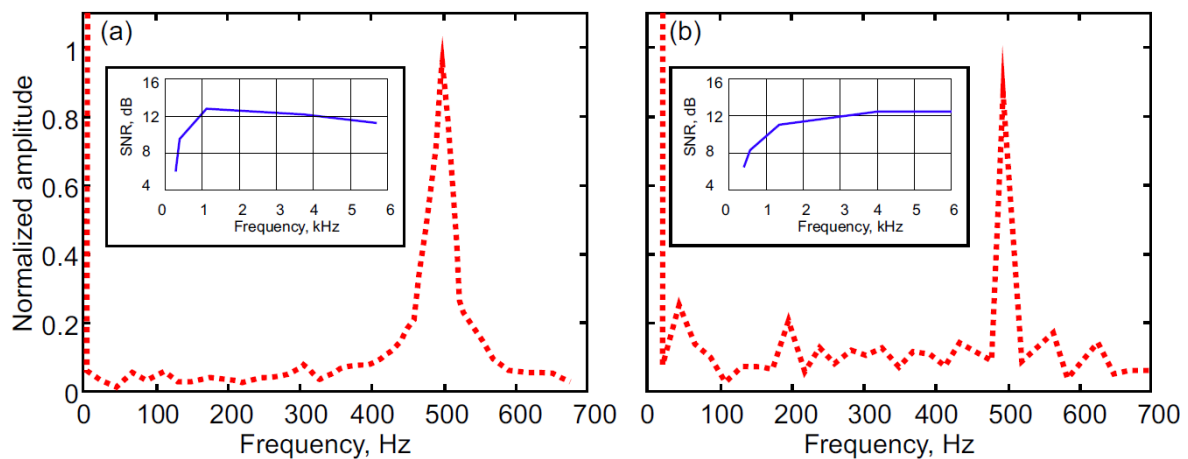 (a)
1
0.8
0.6
0.4
0.2
0
Normalized amplitude
16
12
8
4
SNR, dB
0 1 2 3 4 5 6
Frequency, kHz
0 100 200 300 400 500 600 700
Frequency, Hz
(b)
16
12
8
4
SNR, dB
0 1 2 3 4 5 6
Frequency, kHz
0 100 200 300 400 500 600 700
Frequency, Hz